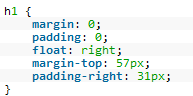 h1 {
    margin: 0;
    padding: 0;
    float: right;
    margin-top: 57px;
    padding-right: 31px;
}